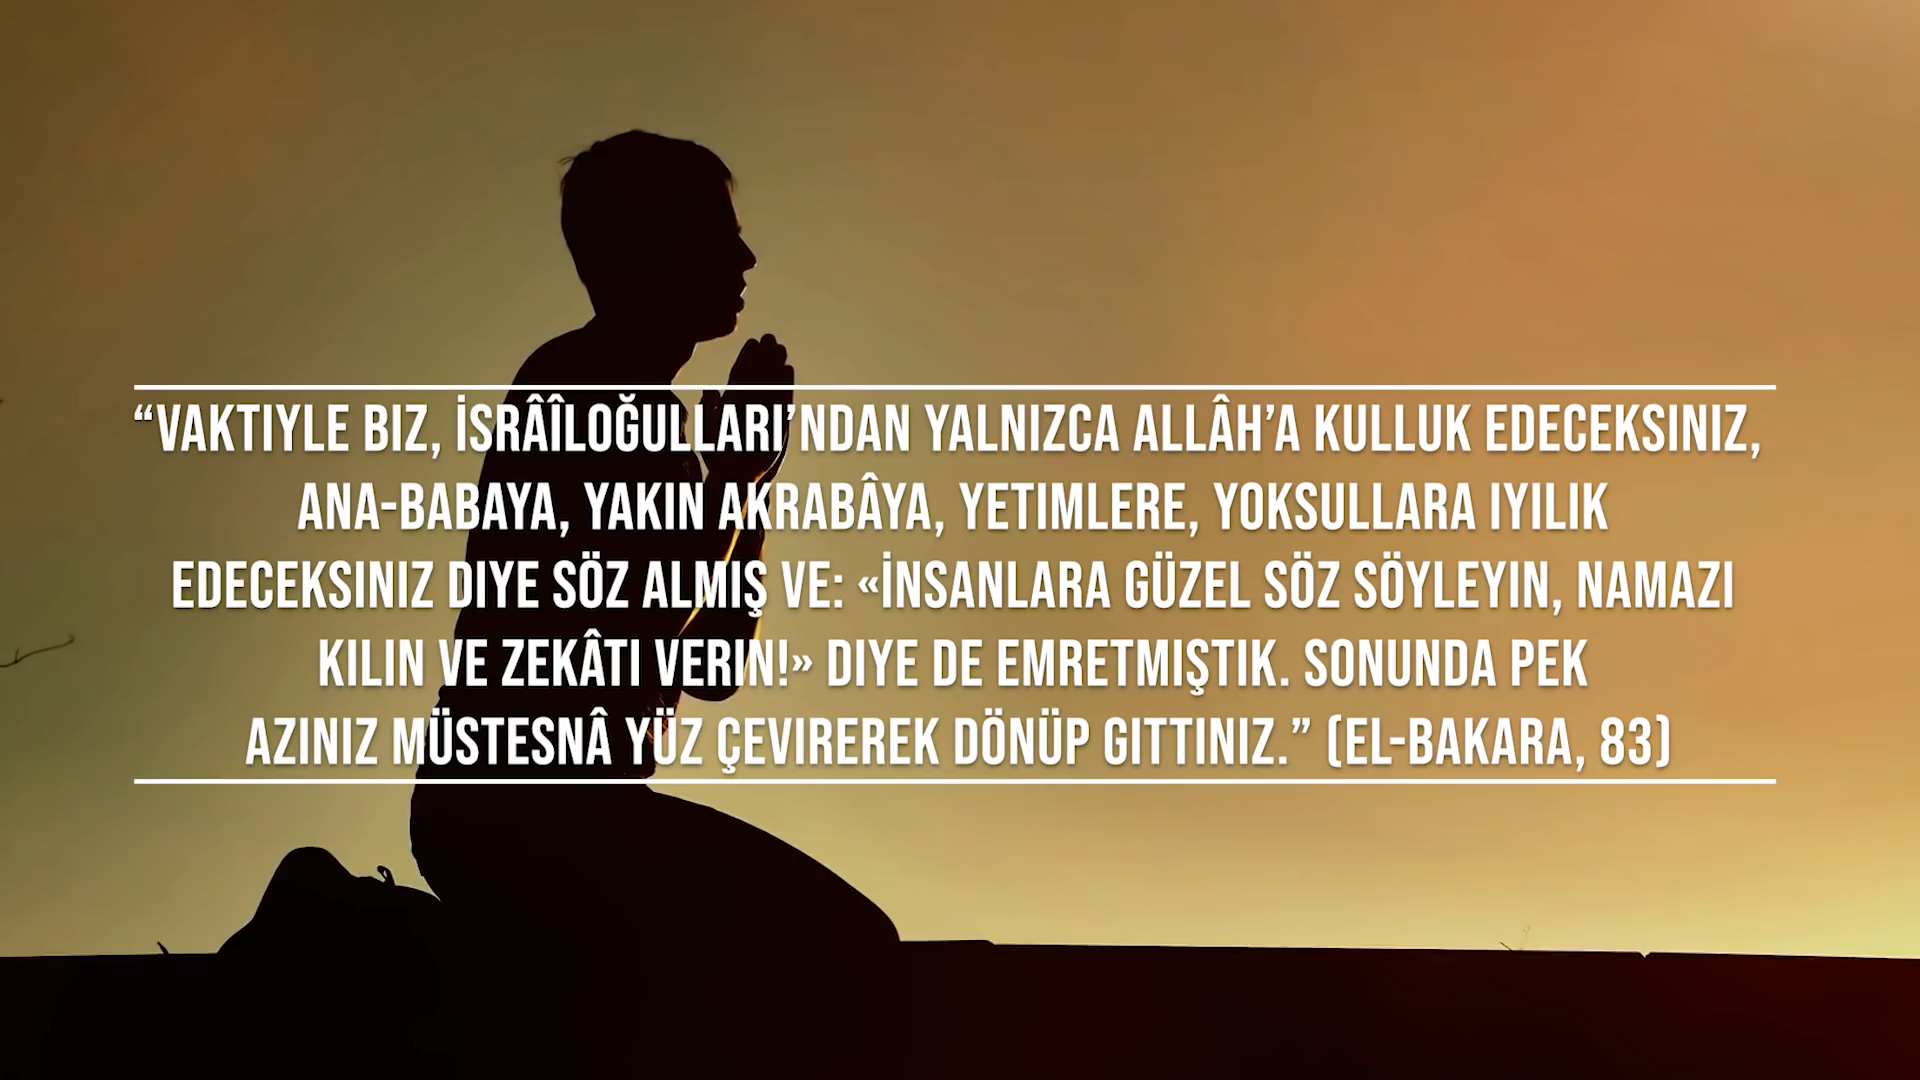 “VAKTIYLE BIZ, İSRÂÎLOĞULLARI’NDAN YALNIZCA ALLÂH’A KULLUK EDECEKSINIZ,
ANA-BABAYA, YAKIN AKRABÂYA, YETIMLERE, YOKSULLARA IYILIK
EDECEKSINIZ DIYE SÖZ ALMIŞ VE: «İNSANLARA GÜZEL SÖZ SÖYLEYIN, NAMAZI
KILIN VE ZEKÂTI VERIN!» DIYE DE EMRETMIŞTIK. SONUNDA PEK
AZINIZ MÜSTESNÂ YÜZ ÇEVIREREK DÖNÜP GITTINIZ.” (EL-BAKARA, 83)